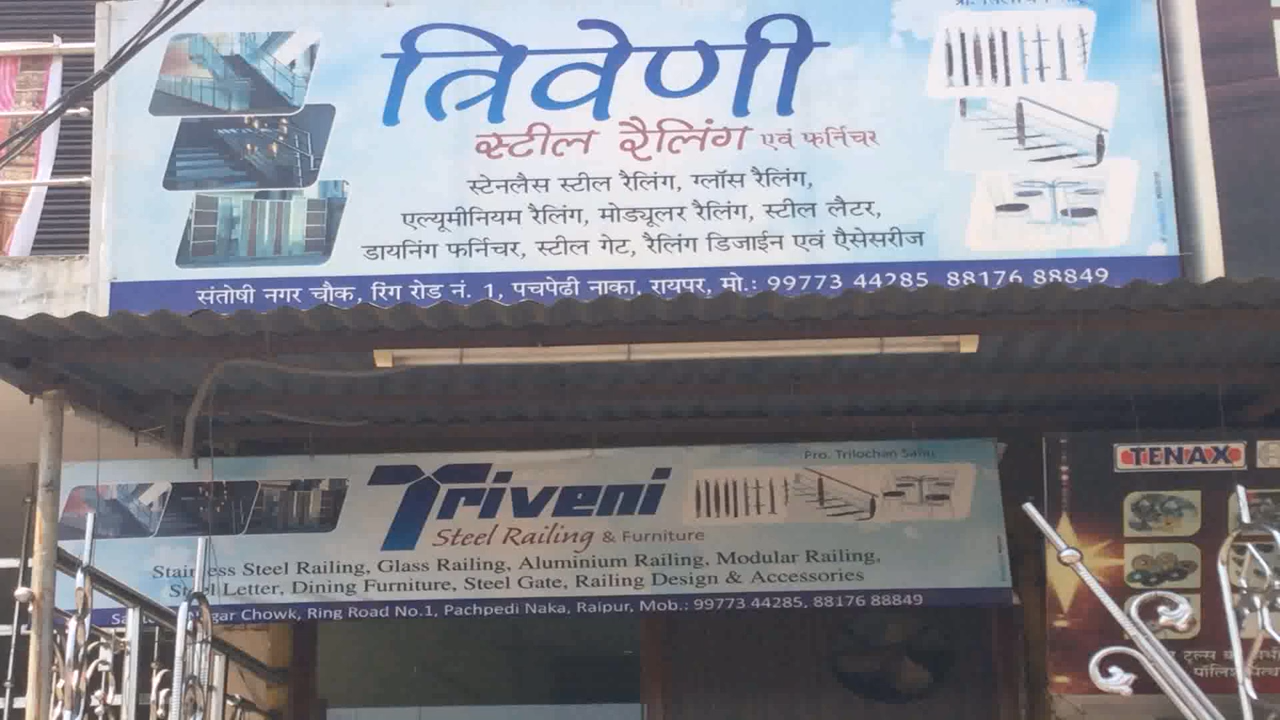 त्रिवेणी
स्टील रैलिंग एवं फर्निचर
स्टेनलैस स्टील रैलिंग, ग्लॉस रैलिंग,
एल्यूमीनियम रैलिंग, मोड्यूलर रैलिंग, स्टील लैटर,
डायनिंग फर्निचर, स्टील गेट, रैलिंग डिजाईन एवं एैसेसरीज
संतोषी नगर चौक, रिंग रोड नं. 1, पचपेढी नाका, रायपुर, मो.: 99773 44285 88176 88849
Pro. Trilochan Sahu
Triveni
Steel Railing & Furniture
Stainless Steel Railing, Glass Railing, Aluminium Railing, Modular Railing,
Steel Letter, Dining Furniture, Steel Gate, Railing Design & Accessories
Chowk, Ring Road No.1, Pachpedi Naka, Raipur, Mob.: 99773 44285, 88176 88849
TENAX
टूल्स